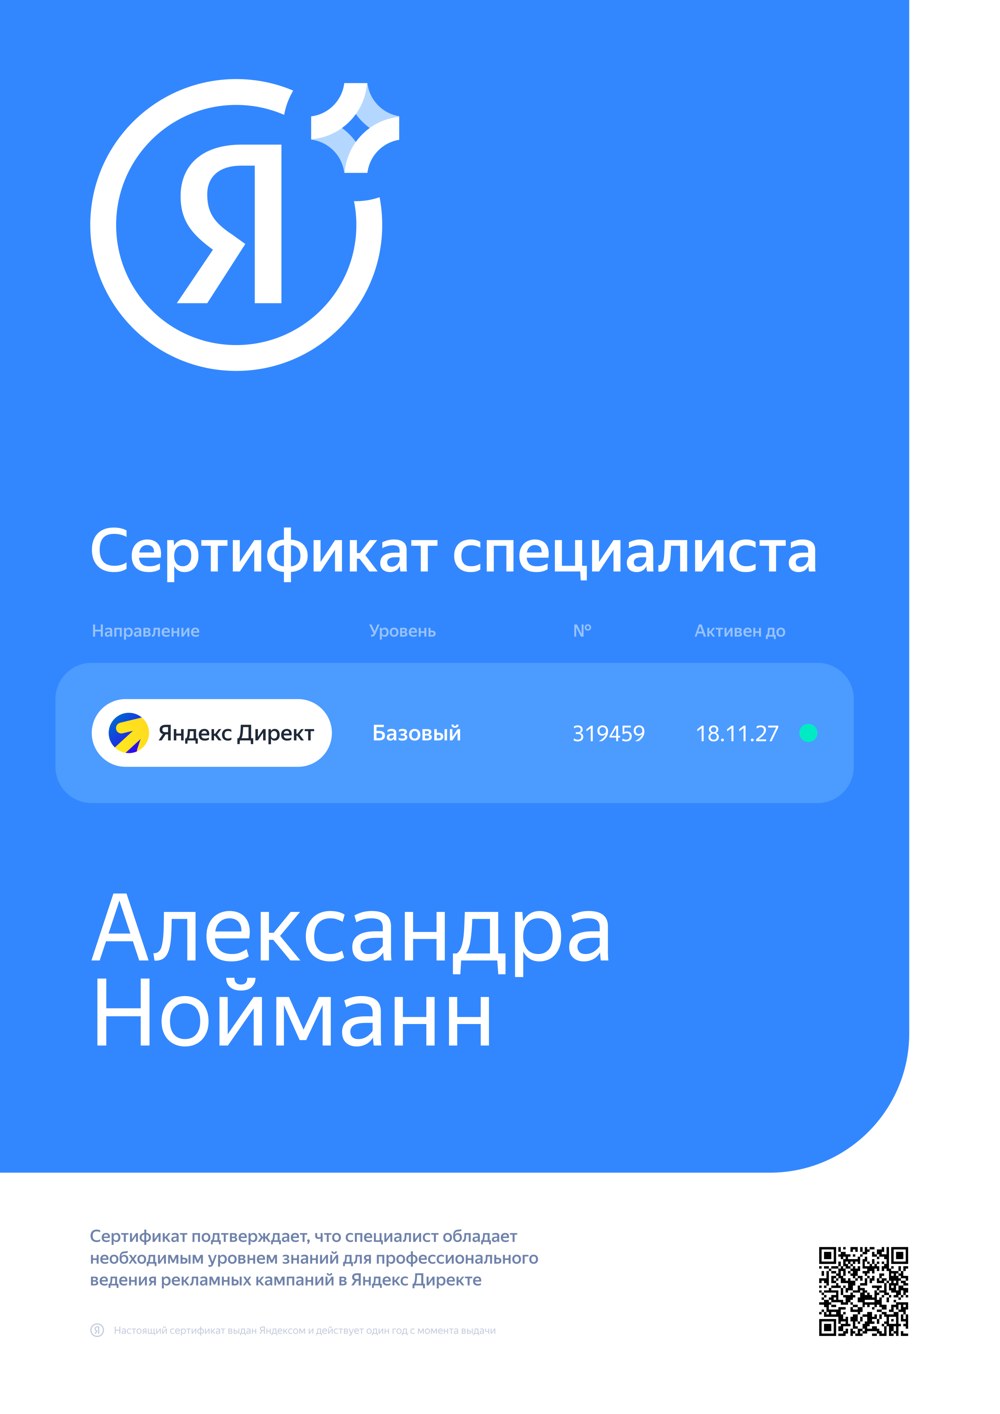 Я
Сертификат специалиста
Направление Уровень № Активен до
Яндекс Директ Базовый 319459 18.11.27
Александра
Нойманн
Сертификат подтверждает, что специалист обладает
необходимым уровнем знаний для профессионального
ведения рекламных кампаний в Яндекс Директе
Я Настоящий сертификат выдан Яндексом и действует один год с момента выдачи